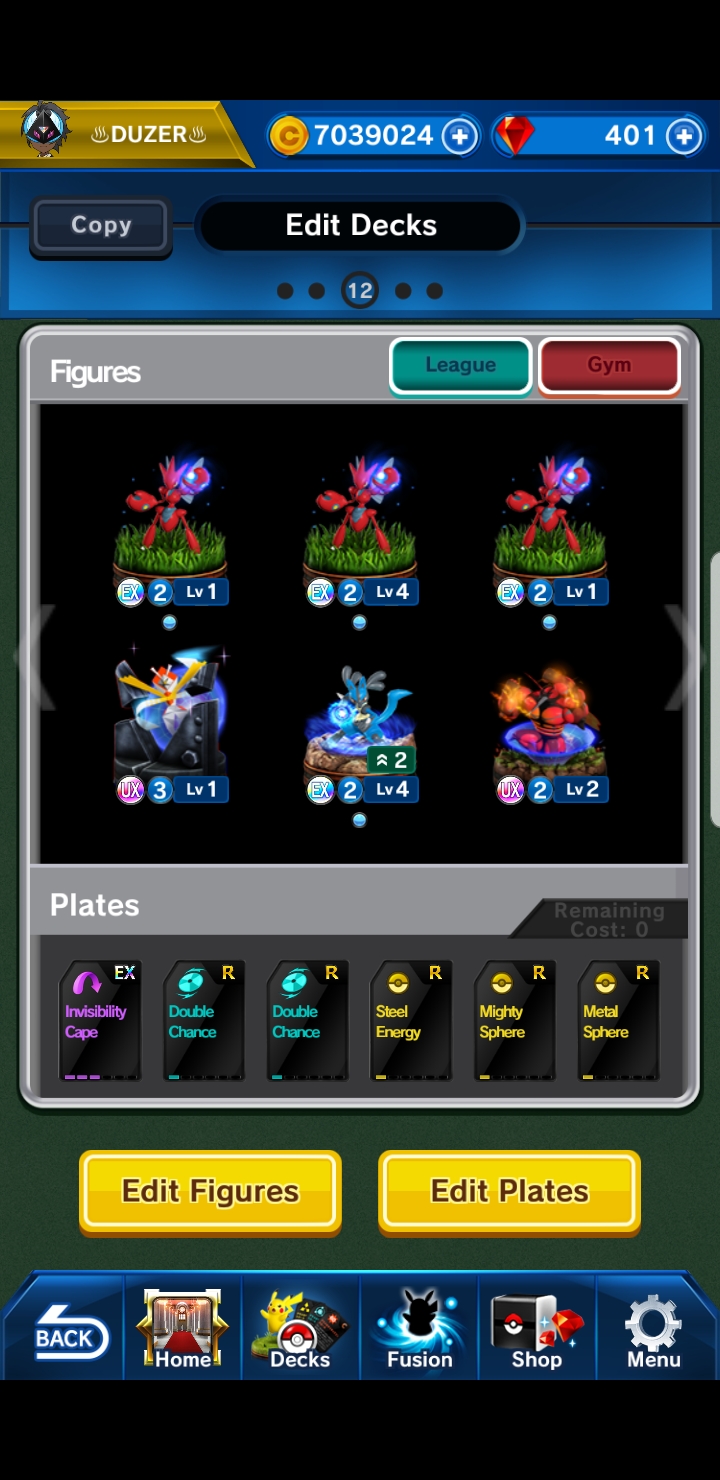 ♨DUZER♨
C 7039024
401
Copy
Edit Decks
12
Figures
League
Gym
EX 2 Lv 1
EX 2 Lv 4
EX 2 Lv 1
UX 3 Lv 1
2
EX 2 Lv 4
UX 2 Lv 2
Plates
Remaining
Cost: 0
EX
Invisibility
Cape
R
Double
Chance
R
Double
Chance
R
Steel
Energy
R
Mighty
Sphere
R
Metal
Sphere
Edit Figures
Edit Plates
BACK
Home
Decks
Fusion
Shop
Menu